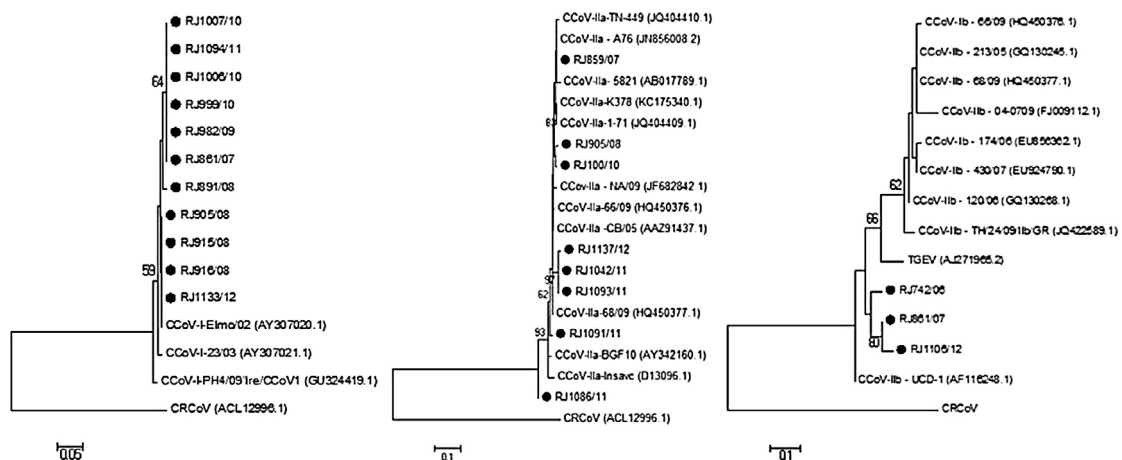 RJ1007/10
RJ1094/11
64
RJ1006/10
RJ999/10
RJ982/09
RJ861/07
RJ891/08
RJ905/08
RJ915/08
59
RJ916/08
RJ1133/12
CCoV-I-Elmo/02 (AY307020.1)
CCoV-I-23/03 (AY307021.1)
CCoV-I-PH4/09'Ire/CCoV1 (GU324419.1)
CRCoV (ACL12996.1)
0.05
CCoV-IIa-TN-449 (JQ404410.1)
CCoV-IIa - A76 (JN856008.2)
RJ859/07
CCoV-IIa- 5821 (AB017789.1)
CCoV-IIa-K378 (KC175340.1)
CCoV-IIa-1-71 (JQ404409.1)
RJ905/08
RJ100/10
CCov-IIa - NA/09 (JF682842.1)
CCoV-IIa-66/09 (HQ450376.1)
CCoV-IIa -CB/05 (AAZ91437.1)
RJ1137/12
97
RJ1042/11
62
RJ1093/11
CCoV-IIa-68/09 (HQ450377.1)
93
RJ1091/11
CCoV-IIa-BGF10 (AY342160.1)
CCoV-IIa-Insavc (D13096.1)
RJ1086/11
CRCoV (ACL12996.1)
0.1
CCoV-IIb - 66/09 (HQ450376.1)
CCoV-IIb - 213/05 (GQ130245.1)
CCoV-IIb - 68/09 (HQ450377.1)
CCoV-IIb - 04-0709 (FJ009112.1)
CCoV-IIb - 174/06 (EU856362.1)
62
CCoV-IIb - 430/07 (EU924790.1)
CCoV-IIb - 120/06 (GQ130268.1)
66
CCoV-IIb - TH/24/09'IIb/GR (JQ422589.1)
TGEV (AJ271965.2)
RJ742/06
RJ861/07
80
RJ1106/12
CCoV-IIb - UCD-1 (AF116248.1)
CRCoV
0.1